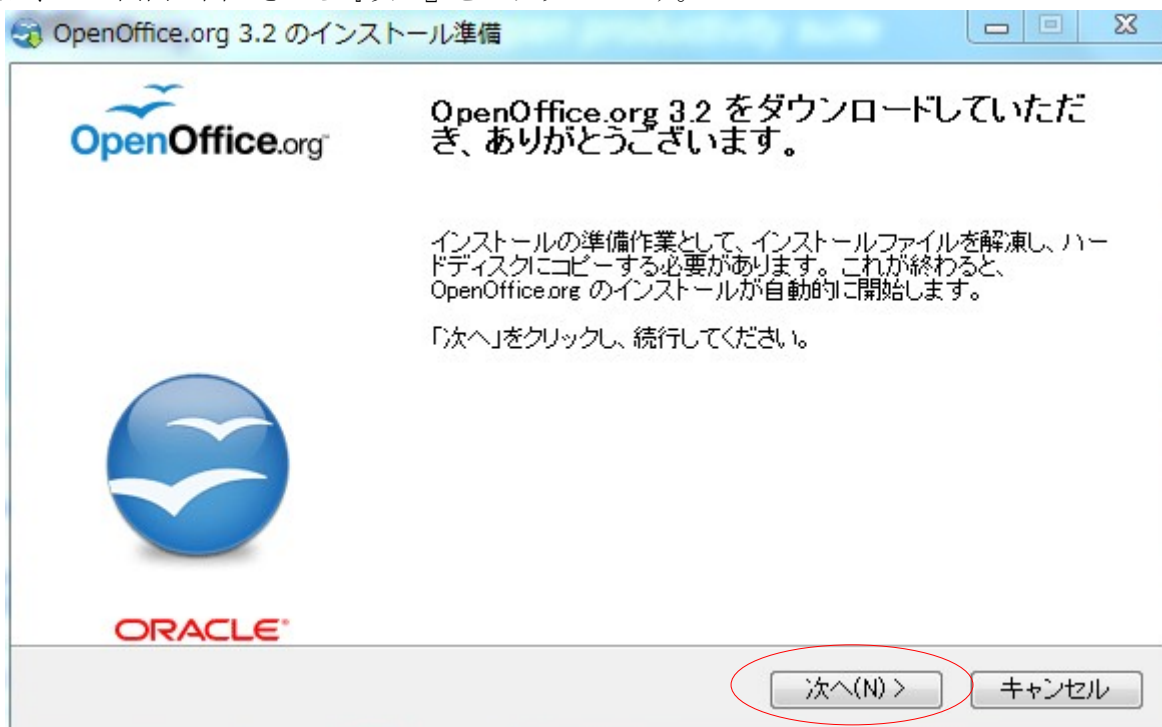 OpenOffice.org 3.2 のインストール準備
OpenOffice.org
OpenOffice.org 3.2 をダウンロードしていただ
き、ありがとうございます。
インストールの準備作業として、インストールファイルを解凍し、ハー
ドディスクにコピーする必要があります。これが終わると、
OpenOffice.org のインストールが自動的に開始します。
「次へ」をクリックし、続行してください。
ORACLE
次へ(N) >
キャンセル